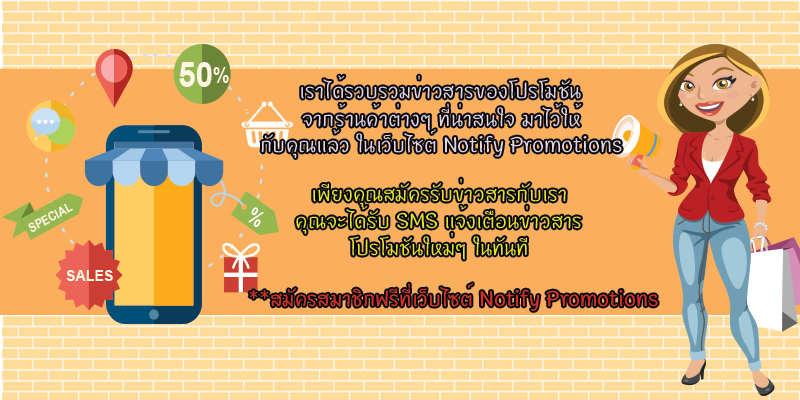 50%
เราได้รวบรวมข่าวสารของโปรโมชัน
จากร้านค้าต่างๆ ที่น่าสนใจ มาไว้ให้
กับคุณแล้ว ในเว็บไซต์ Notify Promotions
เพียงคุณสมัครรับข่าวสารกับเรา
คุณจะได้รับ SMS แจ้งเตือนข่าวสาร
โปรโมชันใหม่ๆ ในทันที
SPECIAL
%
SALES
**สมัครสมาชิกฟรีที่เว็บไซต์ Notify Promotions